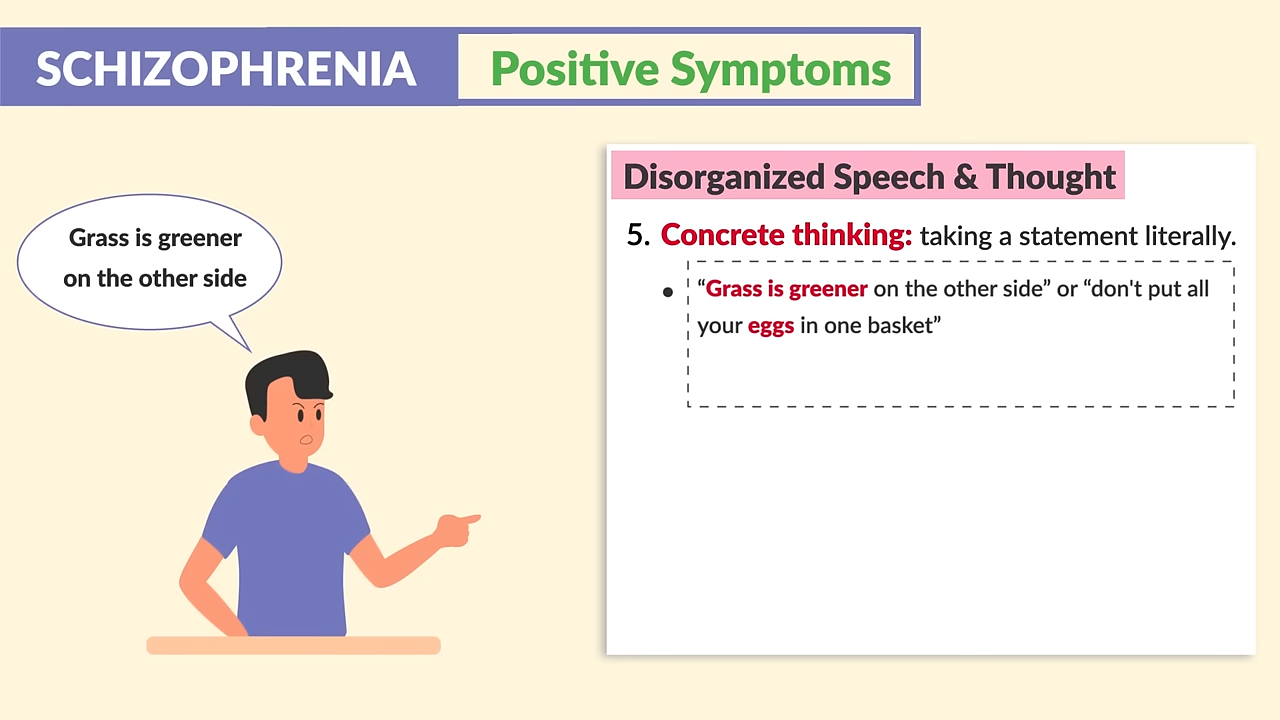 SCHIZOPHRENIA Positive Symptoms
Grass is greener
on the other side
Disorganized Speech & Thought
5. Concrete thinking: taking a statement literally.
• “Grass is greener on the other side” or “don't put all
your eggs in one basket”